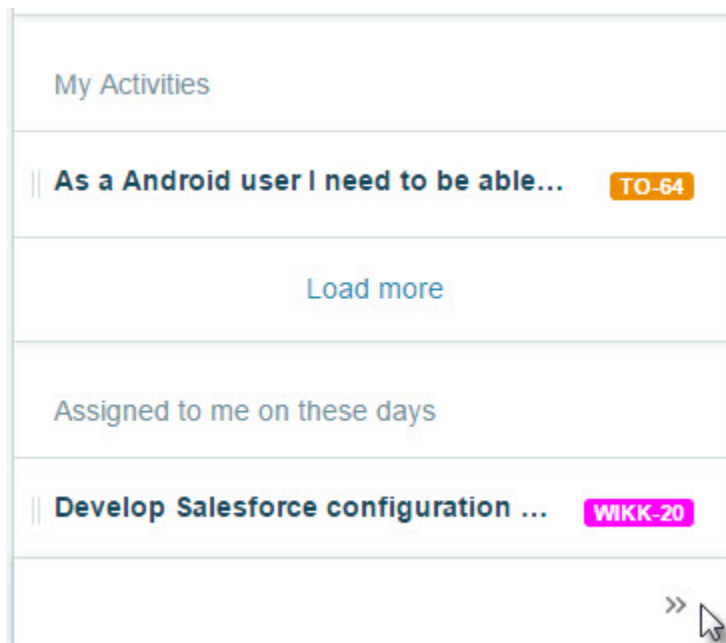 My Activities
As a Android user I need to be able... TO-64
Load more
Assigned to me on these days
Develop Salesforce configuration ... WIKK-20
»